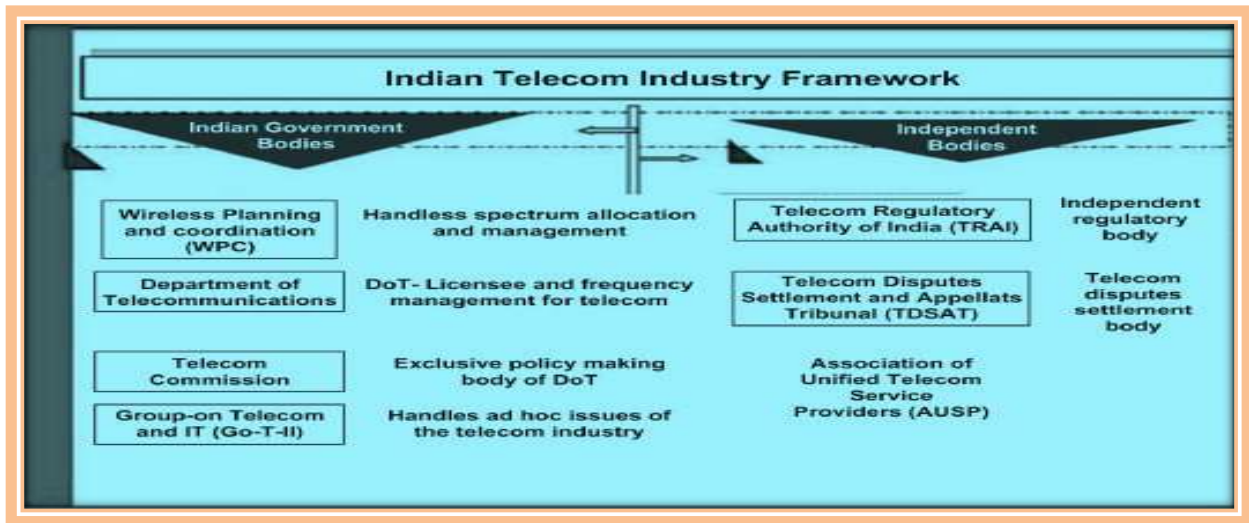 Indian Telecom Industry Framework
Indian Government
Bodies
Independent
Bodies
Wireless Planning
and coordination
(WPC)
Handless spectrum allocation
and management
Telecom Regulatory
Authority of India (TRAI)
Independent
regulatory
body
Department of
Telecommunications
DoT- Licensee and frequency
management for telecom
Telecom Disputes
Settlement and Appellats
Tribunal (TDSAT)
Telecom
disputes
settlement
body
Telecom
Commission
Exclusive policy making
body of DoT
Association of
Unified Telecom
Service
Providers (AUSP)
Group-on Telecom
and IT (Go-T-II)
Handles ad hoc issues of
the telecom industry